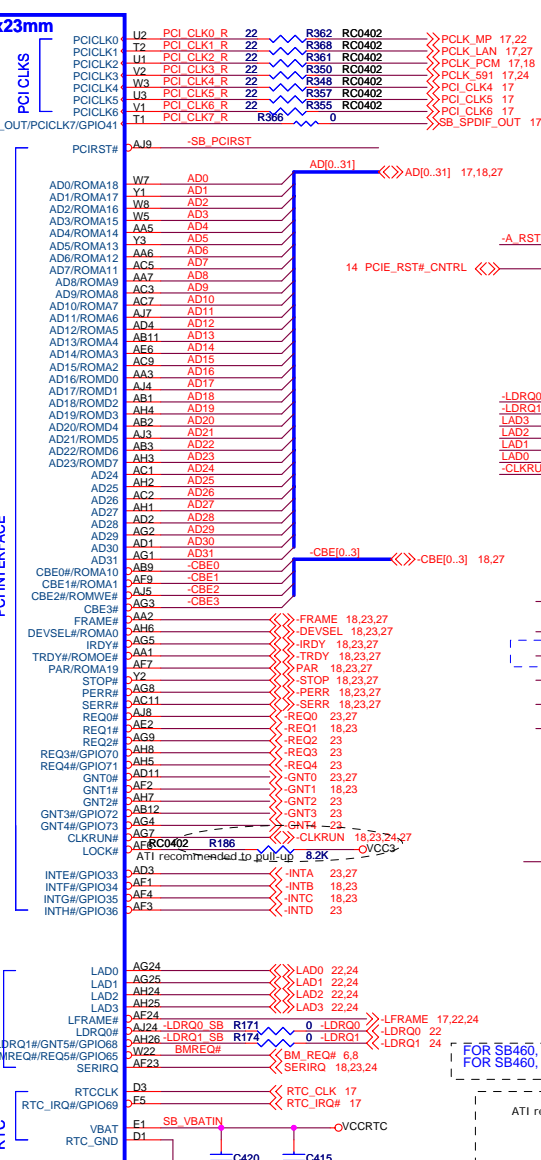 x23mm
PCI CLKS
PCICLK0 U2 PCI_CLK0_R 22 R362 RC0402 PCLK_MP 17,22
PCICLK1 T2 PCI_CLK1_R 22 R368 RC0402 PCLK_LAN 17,27
PCICLK2 U1 PCI_CLK2_R 22 R361 RC0402 PCLK_PCM 17,18
PCICLK3 V2 PCI_CLK3_R 22 R350 RC0402 PCLK_591 17,24
PCICLK4 W3 PCI_CLK4_R 22 R348 RC0402 PCI_CLK4 17
PCICLK5 U3 PCI_CLK5_R 22 R357 RC0402 PCI_CLK5 17
PCICLK6 V1 PCI_CLK6_R 22 R355 RC0402 PCI_CLK6 17
_OUT/PCICLK7/GPIO41 T1 PCI_CLK7_R R366 0 SB_SPDIF_OUT 17
PCIRST# AJ9 -SB_PCIRST
AD[0..31] AD[0..31] 17,18,27
AD0/ROMA18 W7 AD0
AD1/ROMA17 Y1 AD1
AD2/ROMA16 W8 AD2
AD3/ROMA15 W5 AD3
AD4/ROMA14 AA5 AD4
AD5/ROMA13 Y3 AD5
-A_RST
AD6/ROMA12 AA6 AD6
AD7/ROMA11 AC5 AD7
14 PCIE_RST#_CNTRL
AD8/ROMA9 AA7 AD8
AD9/ROMA8 AC3 AD9
AD10/ROMA7 AC7 AD10
AD11/ROMA6 AJ7 AD11
AD12/ROMA5 AD4 AD12
AD13/ROMA4 AB11 AD13
AD14/ROMA3 AE6 AD14
AD15/ROMA2 AC9 AD15
AD16/ROMD0 AA3 AD16
AD17/ROMD1 AJ4 AD17
AD18/ROMD2 AB1 AD18
AD19/ROMD3 AH4 AD19
AD20/ROMD4 AB2 AD20
AD21/ROMD5 AJ3 AD21
AD22/ROMD6 AB3 AD22
AD23/ROMD7 AH3 AD23
AD24 AC1 AD24
AD25 AH2 AD25
AD26 AC2 AD26
AD27 AH1 AD27
AD28 AD2 AD28
AD29 AG2 AD29
AD30 AD1 AD30
AD31 AG1 AD31
-LDRQ0
-LDRQ1
LAD3
LAD2
LAD1
LAD0
-CLKRU
PCI INTERFACE
-CBE[0..3] -CBE[0..3] 18,27
CBE0#/ROMA10 AB9 -CBE0
CBE1#/ROMA1 AF9 -CBE1
CBE2#/ROMWE# AJ5 -CBE2
CBE3# AG3 -CBE3
FRAME# AA2 -FRAME 18,23,27
DEVSEL#/ROMA0 AH6 -DEVSEL 18,23,27
IRDY# AG5 -IRDY 18,23,27
TRDY#/ROMOE# AA1 -TRDY 18,23,27
PAR/ROMA19 AF7 PAR 18,23,27
STOP# Y2 -STOP 18,23,27
PERR# AG8 -PERR 18,23,27
SERR# AC11 -SERR 18,23,27
REQ0# AJ8 -REQ0 23,27
REQ1# AE2 -REQ1 18,23
REQ2# AG9 -REQ2 23
REQ3#/GPIO70 AH8 -REQ3 23
REQ4#/GPIO71 AH5 -REQ4 23
GNT0# AD11 -GNT0 23,27
GNT1# AF2 -GNT1 18,23
GNT2# AH7 -GNT2 23
GNT3#/GPIO72 AB12 -GNT3 23
GNT4#/GPIO73 AG4 -GNT4 23
CLKRUN# AG7 -CLKRUN 18,23,24,27
LOCK# AF6 RC0402 R186 8.2K VCC3
ATI recommended to pull-up
INTE#/GPIO33 AD3 -INTA 23,27
INTF#/GPIO34 AF1 -INTB 18,23
INTG#/GPIO35 AF4 -INTC 18,23
INTH#/GPIO36 AF3 -INTD 23
LAD0 AG24 LAD0 22,24
LAD1 AG25 LAD1 22,24
LAD2 AH24 LAD2 22,24
LAD3 AH25 LAD3 22,24
LFRAME# AF24 -LFRAME 17,22,24
LDRQ0# AJ24 -LDRQ0_SB R171 0 -LDRQ0 -LDRQ0 22
LDRQ1#/GNT5#/GPIO68 AH26 -LDRQ1_SB R174 0 -LDRQ1 -LDRQ1 24
BMREQ#/REQ5#/GPIO65 W22 BMREQ# BM_REQ# 6,8
SERIRQ AF23 SERIRQ 18,23,24
FOR SB460,
FOR SB460,
RTC
RTCCLK D3 RTC_CLK 17
RTC_IRQ#/GPIO69 F5 RTC_IRQ# 17
VBAT E1 SB_VBATIN VCCRTC
RTC_GND D1
ATI re
C420 C415